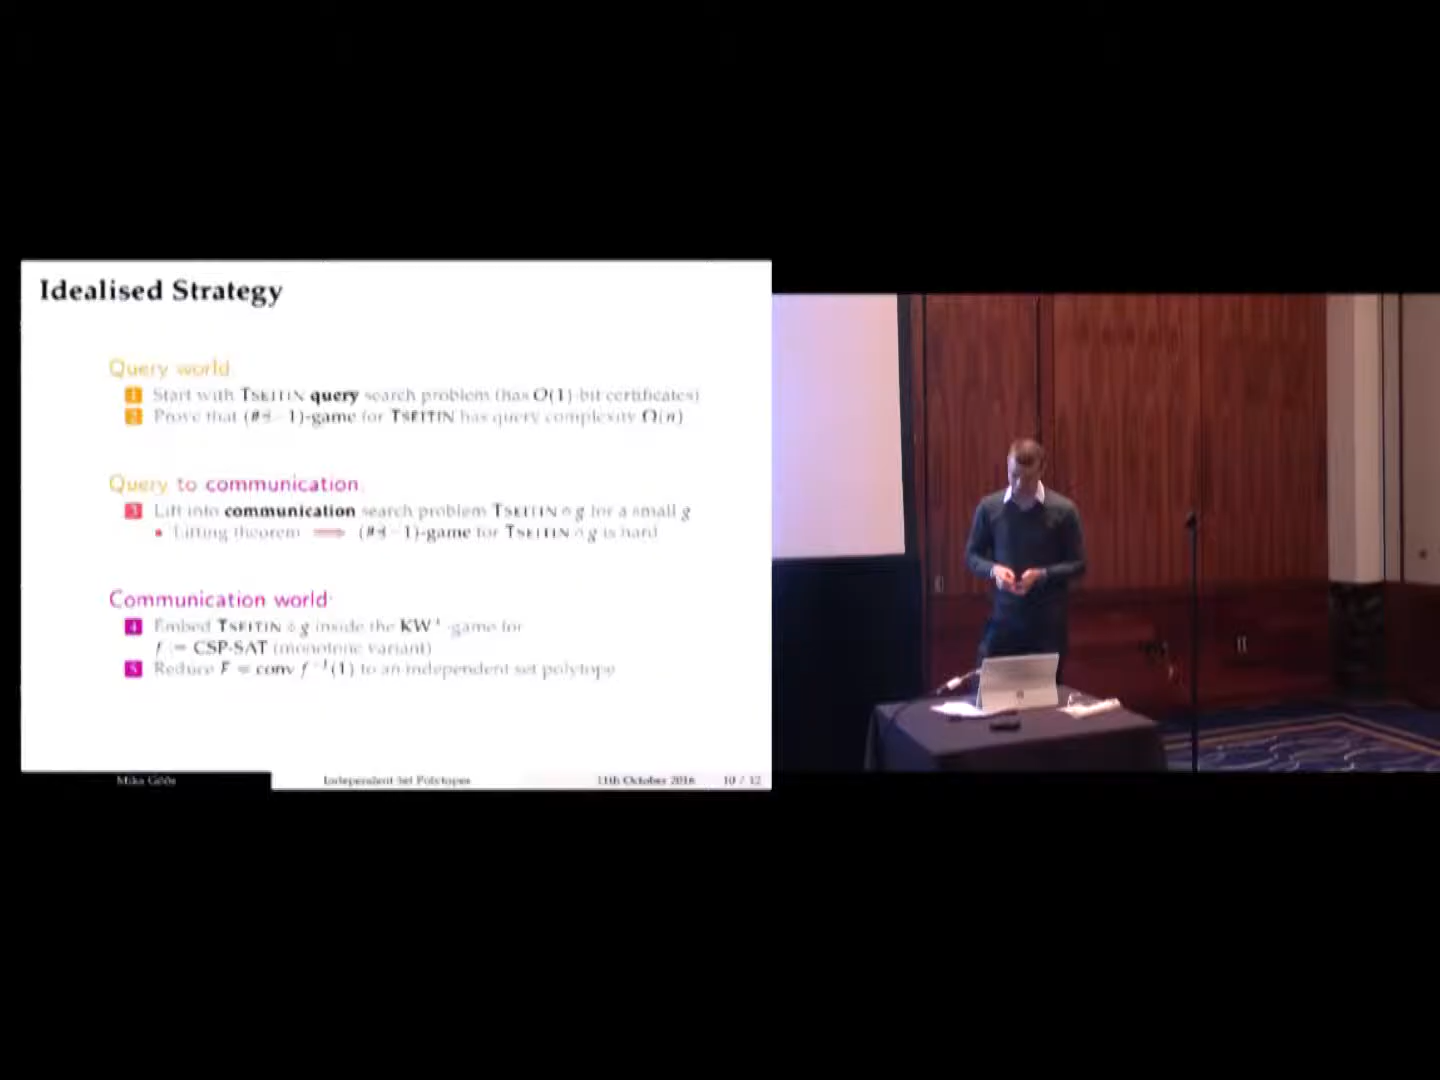 Idealised Strategy
Query world
1 Start with TSEITIN query search problem (has O(1)-bit certificates)
2 Prove that (#∃ − 1)-game for TSEITIN has query complexity Ω(n)
Query to communication
3 Lift into communication search problem TSEITIN ∘ g for a small g
• Lifting theorem ⟹ (#∃ − 1)-game for TSEITIN ∘ g is hard
Communication world
4 Embed TSEITIN ∘ g inside the KW⁺-game for
f := CSP-SAT (monotone variant)
5 Reduce F = conv f⁻¹(1) to an independent set polytope
Mika Göös Independent Set Polytopes 11th October 2016 10 / 12